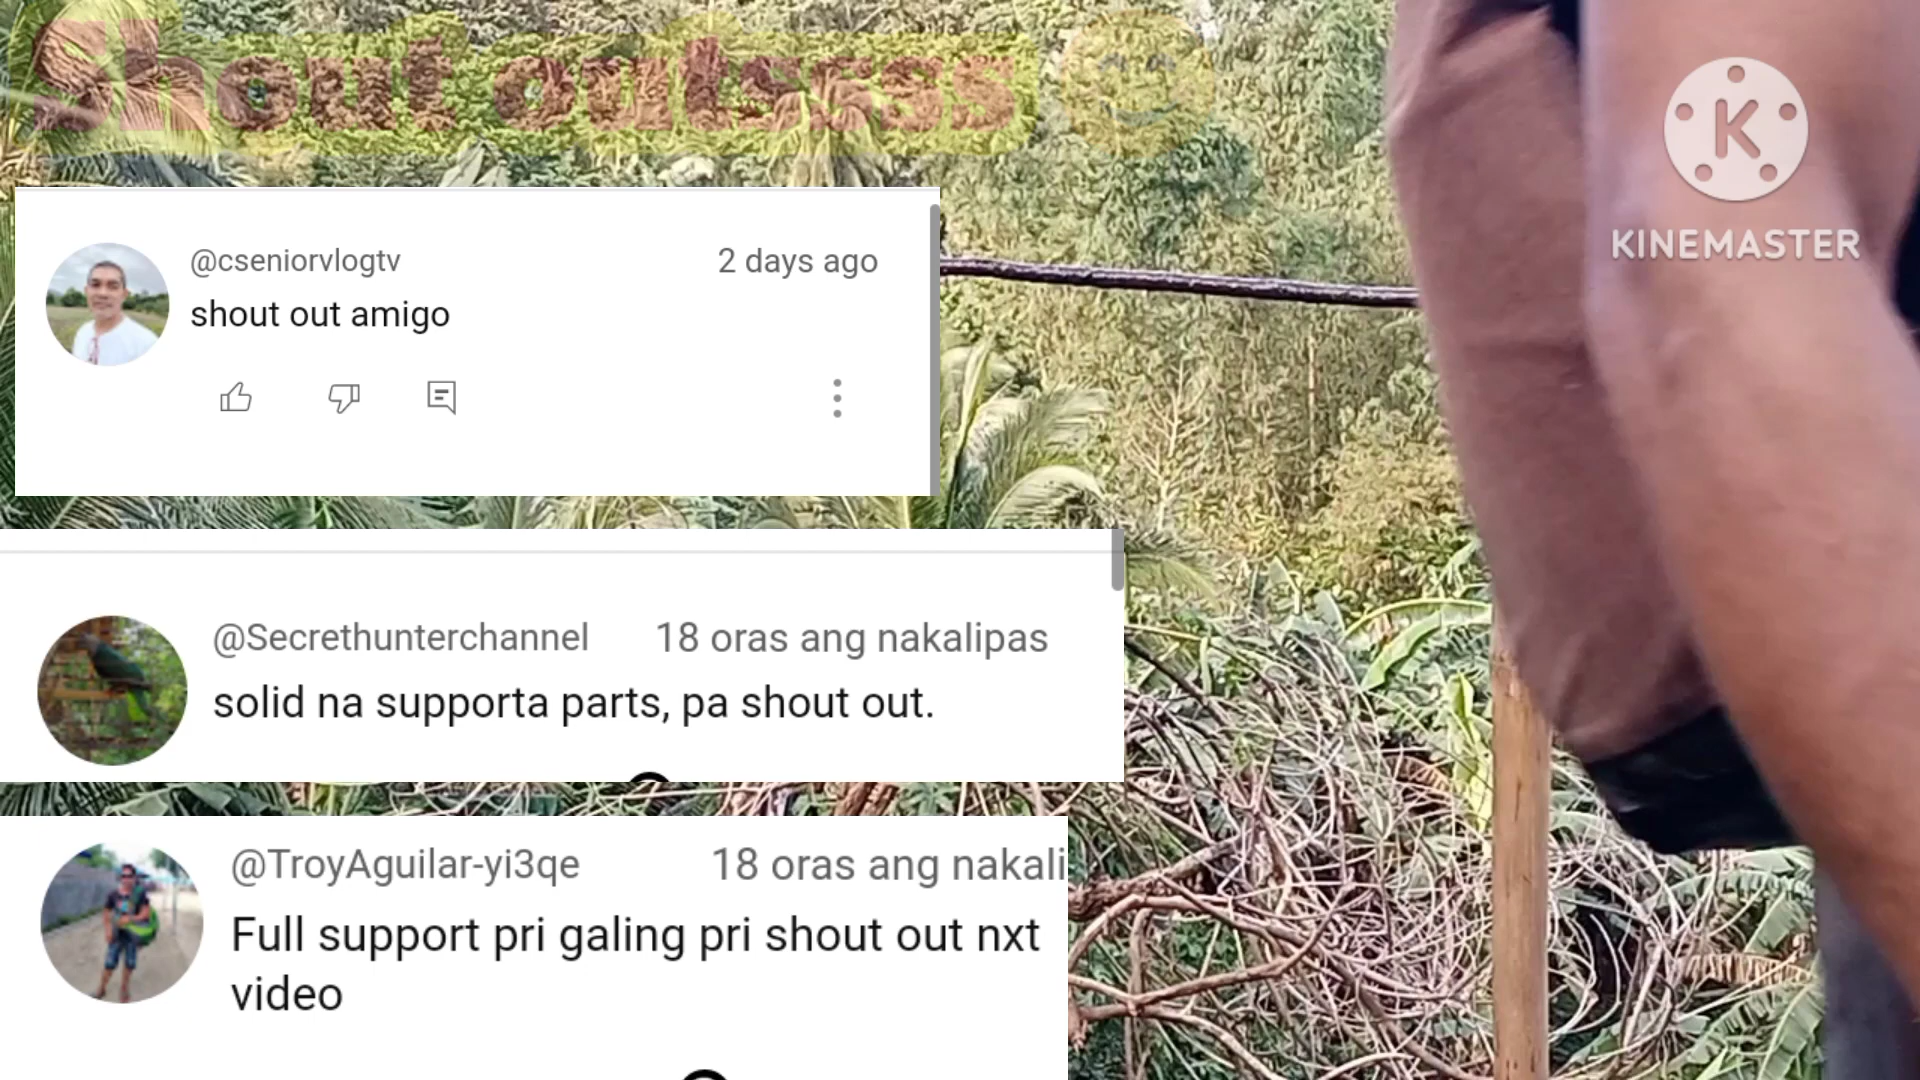 Shout outssss
K
KINEMASTER
@cseniorvlogtv 2 days ago
shout out amigo
@Secrethunterchannel 18 oras ang nakalipas
solid na supporta parts, pa shout out.
@TroyAguilar-yi3qe 18 oras ang nakali
Full support pri galing pri shout out nxt
video